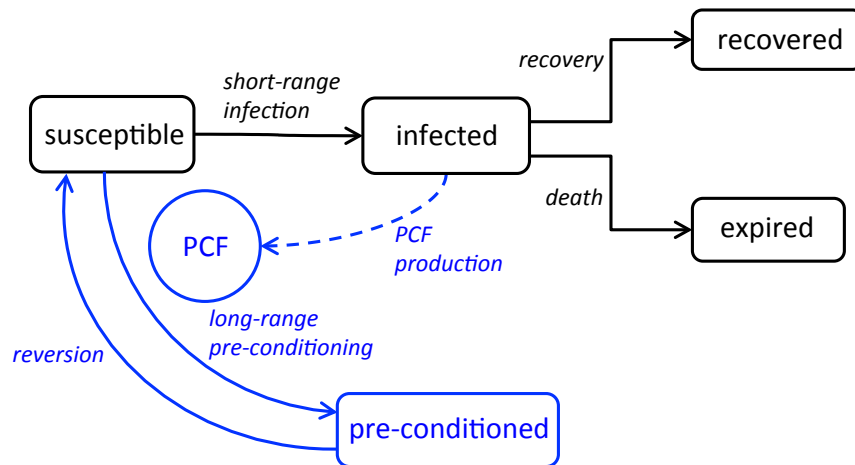 recovered
recovery
short-range
infection
susceptible
infected
death
expired
PCF
PCF
production
long-range
pre-conditioning
reversion
pre-conditioned